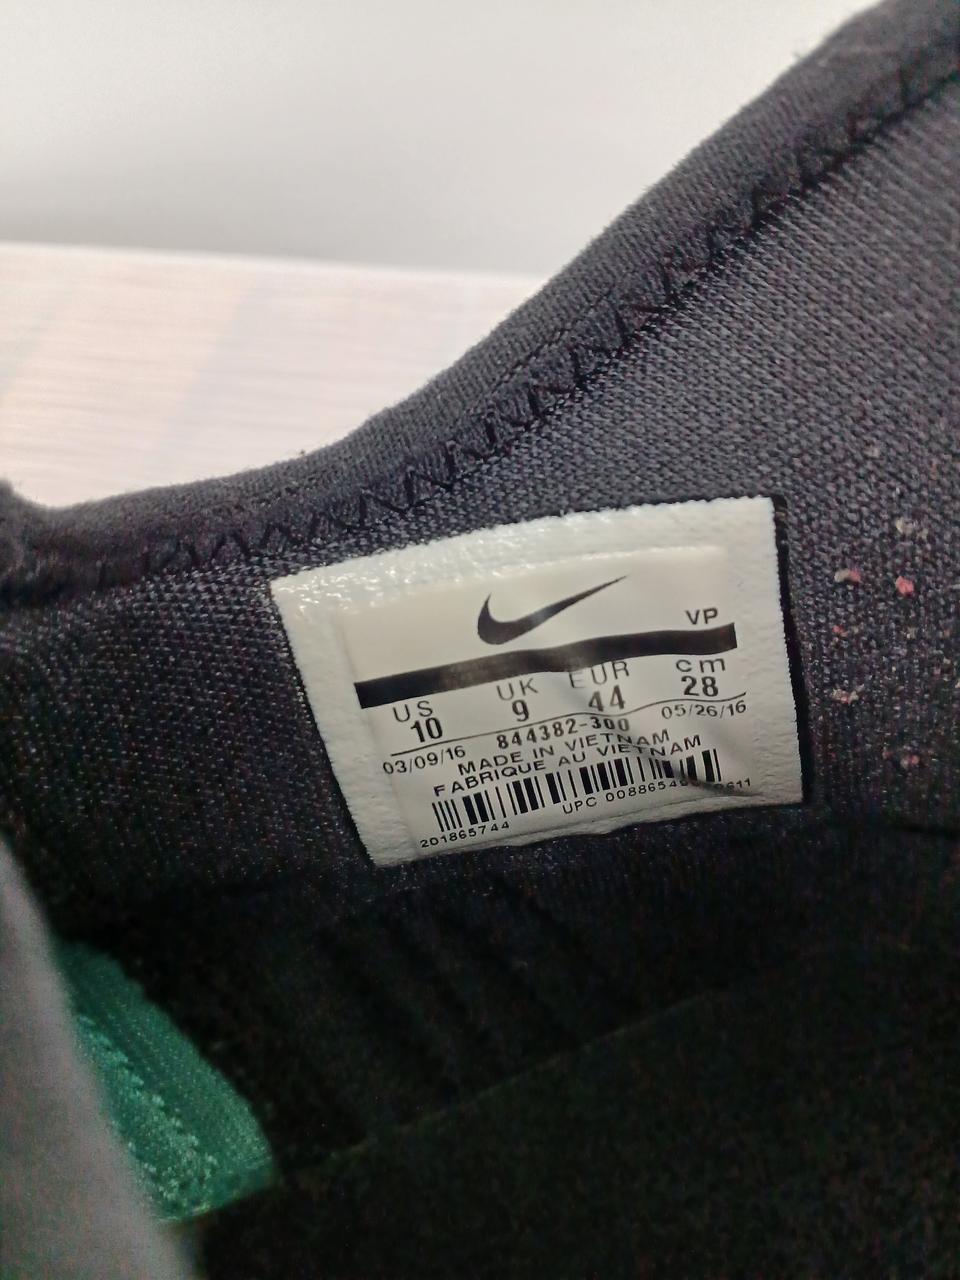 VP
US UK EUR cm
10 9 44 28
03/09/16 844382-300 05/26/16
MADE IN VIETNAM
FABRIQUE AU VIETNAM
201865744 UPC